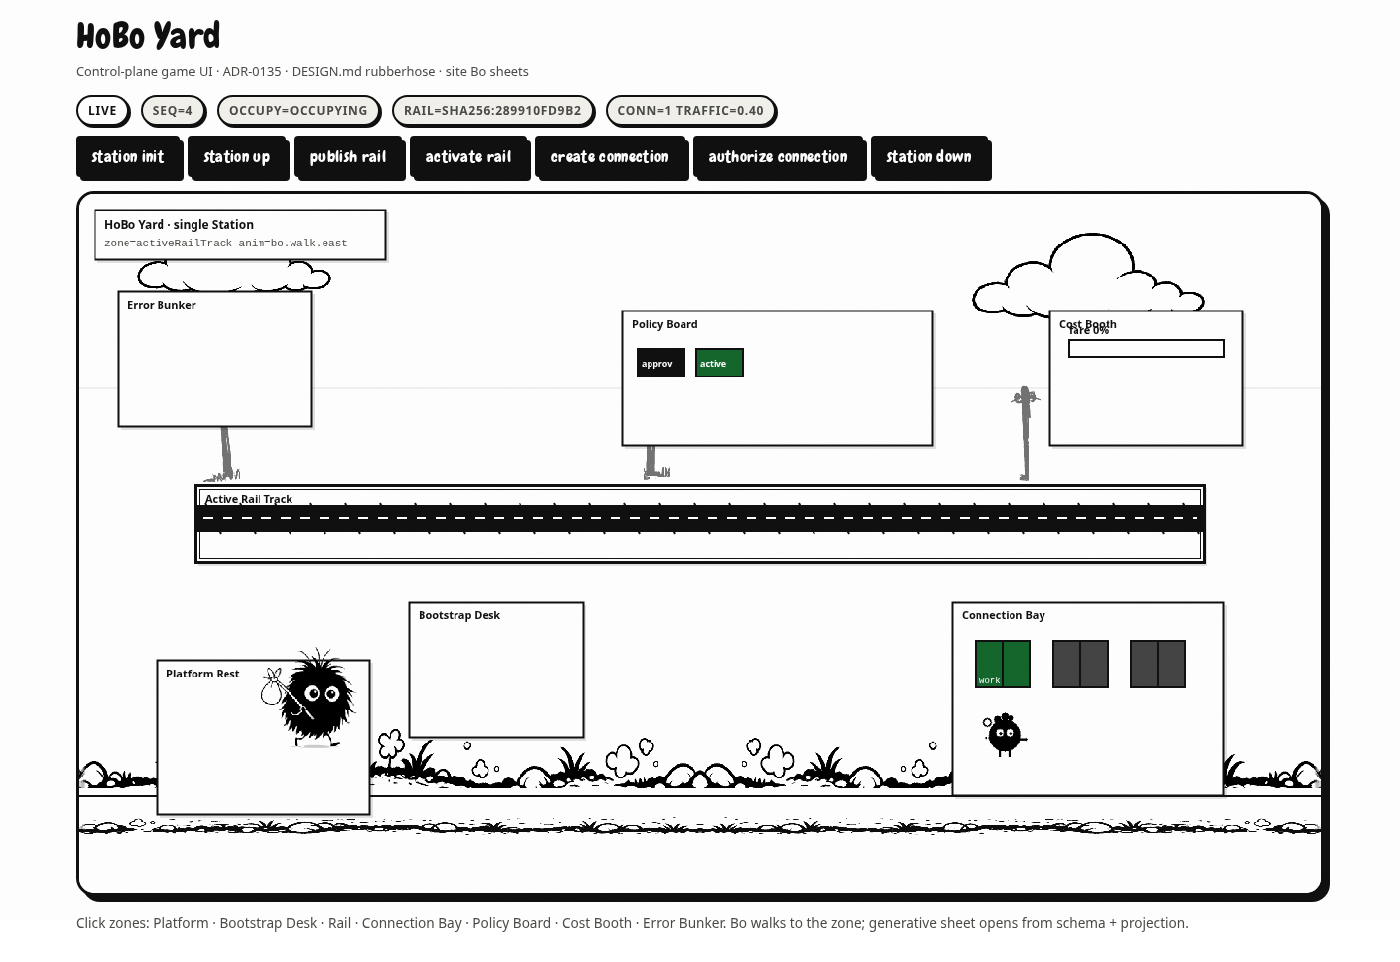 HoBo Yard
Control-plane game UI · ADR-0135 · DESIGN.md rubberhose · site Bo sheets
LIVE SEQ=4 OCCUPY=OCCUPYING RAIL=SHA256:289910FD9B2 CONN=1 TRAFFIC=0.40
station init station up publish rail activate rail create connection authorize connection station down
HoBo Yard · single Station
zone=activeRailTrack anim=bo.walk.east
Error Bunker
Policy Board
approv active
Cost Booth
fare 0%
Active Rail Track
Bootstrap Desk
Connection Bay
work
Platform Rest
Click zones: Platform · Bootstrap Desk · Rail · Connection Bay · Policy Board · Cost Booth · Error Bunker. Bo walks to the zone; generative sheet opens from schema + projection.